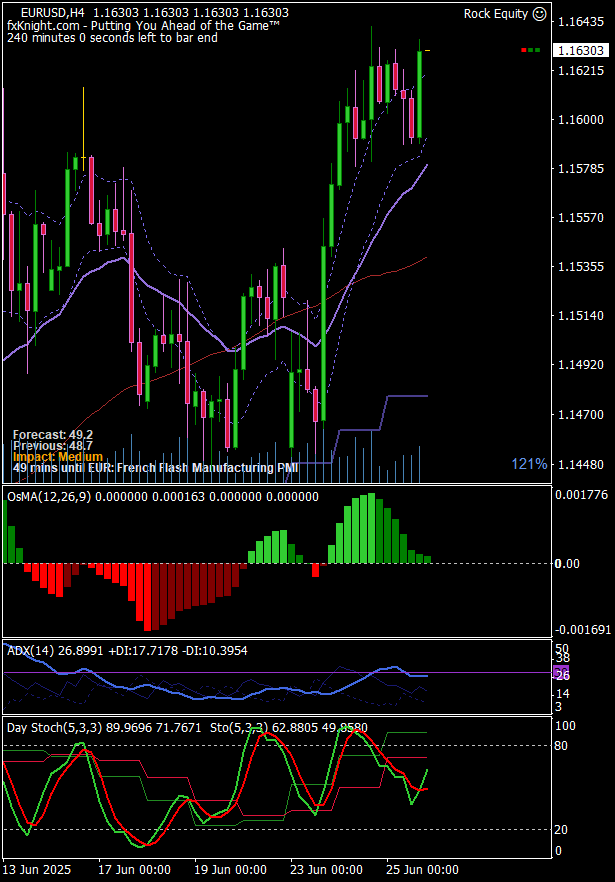 EURUSD,H4 1.16303 1.16303 1.16303 1.16303
Rock Equity ☺
fxKnight.com - Putting You Ahead of the Game™
240 minutes 0 seconds left to bar end
1.16435
1.16303
1.16215
1.16000
1.15785
1.15570
1.15355
1.15140
1.14920
1.14700
1.14480
Forecast: 49.2
Previous: 48.7
Impact: Medium
49 mins until EUR: French Flash Manufacturing PMI
121%
OsMA(12,26,9) 0.000000 0.000163 0.000000 0.000000
0.001776
0.00
-0.001691
ADX(14) 26.8991 +DI:17.7178 -DI:10.3954
50
38
26
14
3
Day Stoch(5,3,3) 89.9696 71.7671 Sto(5,3,3) 62.8805 49.8580
100
80
20
0
13 Jun 2025
17 Jun 00:00
19 Jun 00:00
23 Jun 00:00
25 Jun 00:00